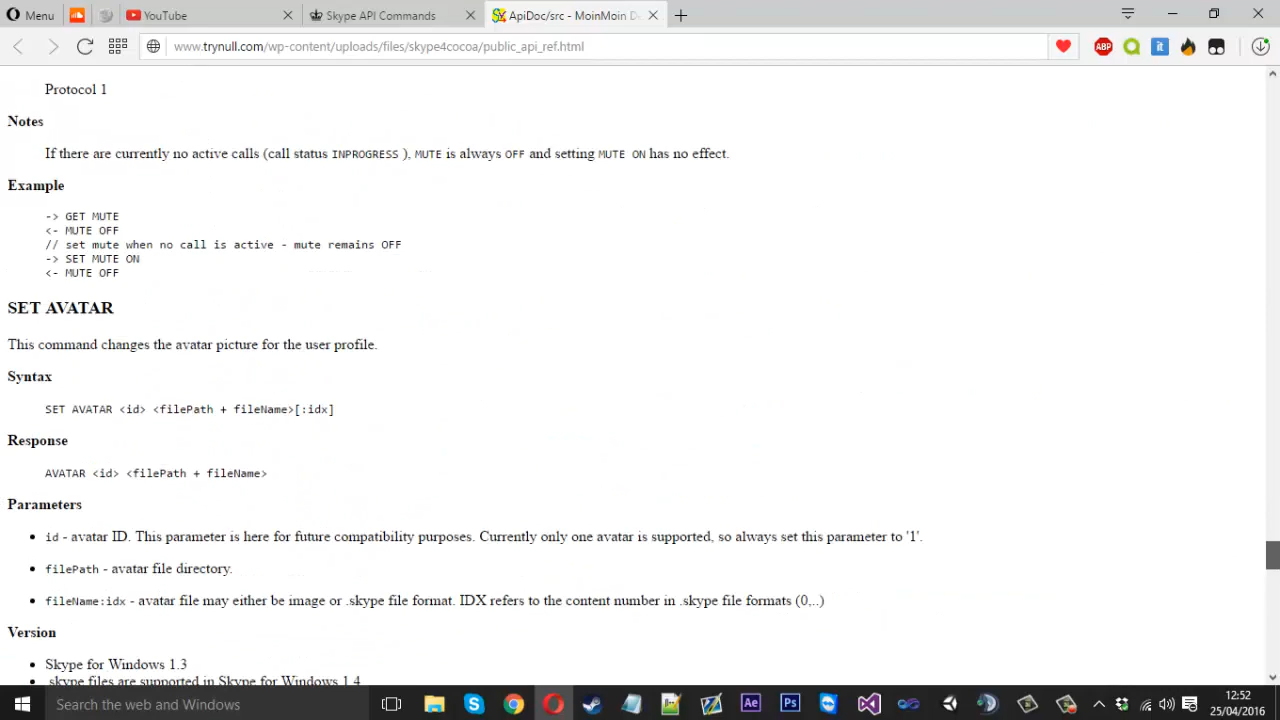 Menu
YouTube
Skype API Commands
ApiDoc/src - MoinMoin De
www.trynull.com/wp-content/uploads/files/skype4cocoa/public_api_ref.html
ABP
it
Protocol 1
Notes
If there are currently no active calls (call status INPROGRESS ), MUTE is always OFF and setting MUTE ON has no effect.
Example
-> GET MUTE
<- MUTE OFF
// set mute when no call is active - mute remains OFF
-> SET MUTE ON
<- MUTE OFF
SET AVATAR
This command changes the avatar picture for the user profile.
Syntax
SET AVATAR <id> <filePath + fileName>[:idx]
Response
AVATAR <id> <filePath + fileName>
Parameters
id - avatar ID. This parameter is here for future compatibility purposes. Currently only one avatar is supported, so always set this parameter to '1'.
filePath - avatar file directory.
fileName:idx - avatar file may either be image or .skype file format. IDX refers to the content number in .skype file formats (0,..)
Version
Skype for Windows 1.3
.skype files are supported in Skype for Windows 1.4
Search the web and Windows
Ae
Ps
12:52
25/04/2016